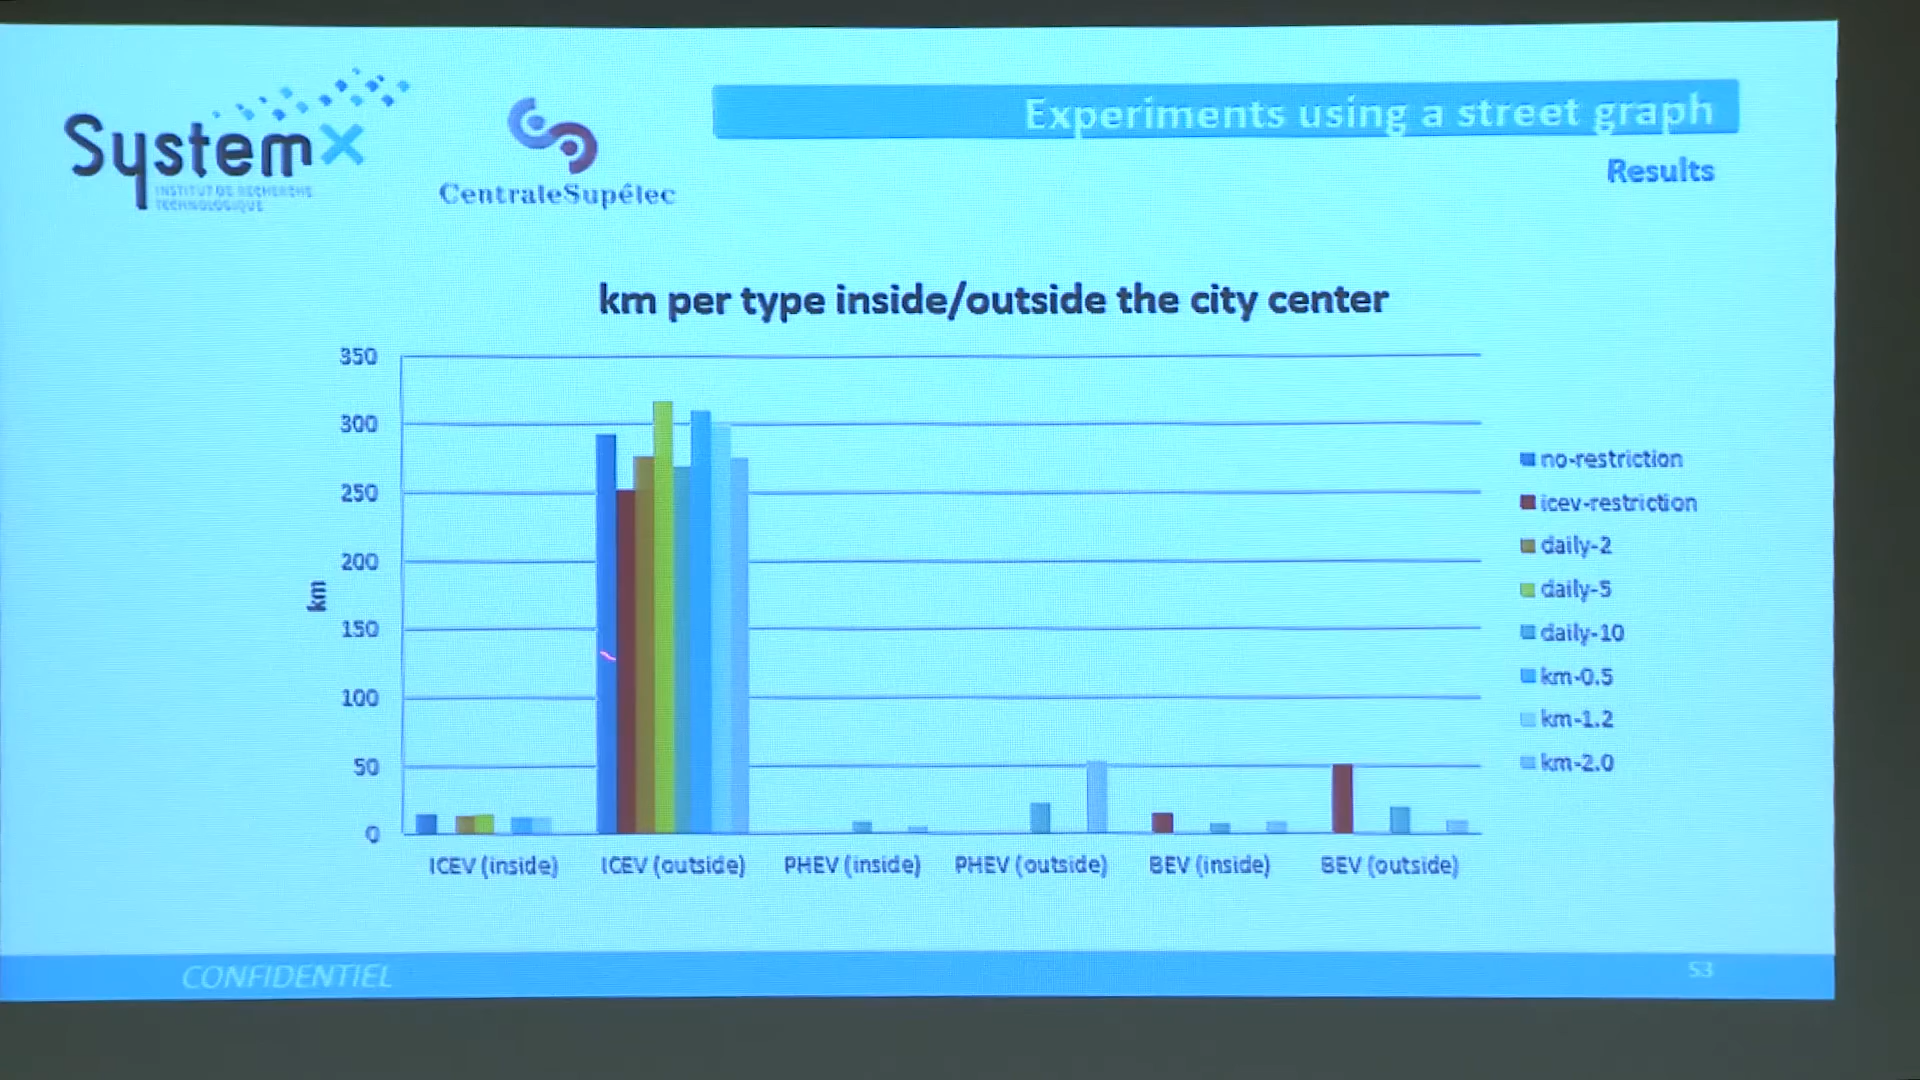 Experiments using a street graph
Results
SystemX
INSTITUT DE RECHERCHE
TECHNOLOGIQUE
CentraleSupélec
km per type inside/outside the city center
350
300
250
200
150
100
50
0
km
ICEV (inside)
ICEV (outside)
PHEV (inside)
PHEV (outside)
BEV (inside)
BEV (outside)
no-restriction
icev-restriction
daily-2
daily-5
daily-10
km-0.5
km-1.2
km-2.0
CONFIDENTIEL
53